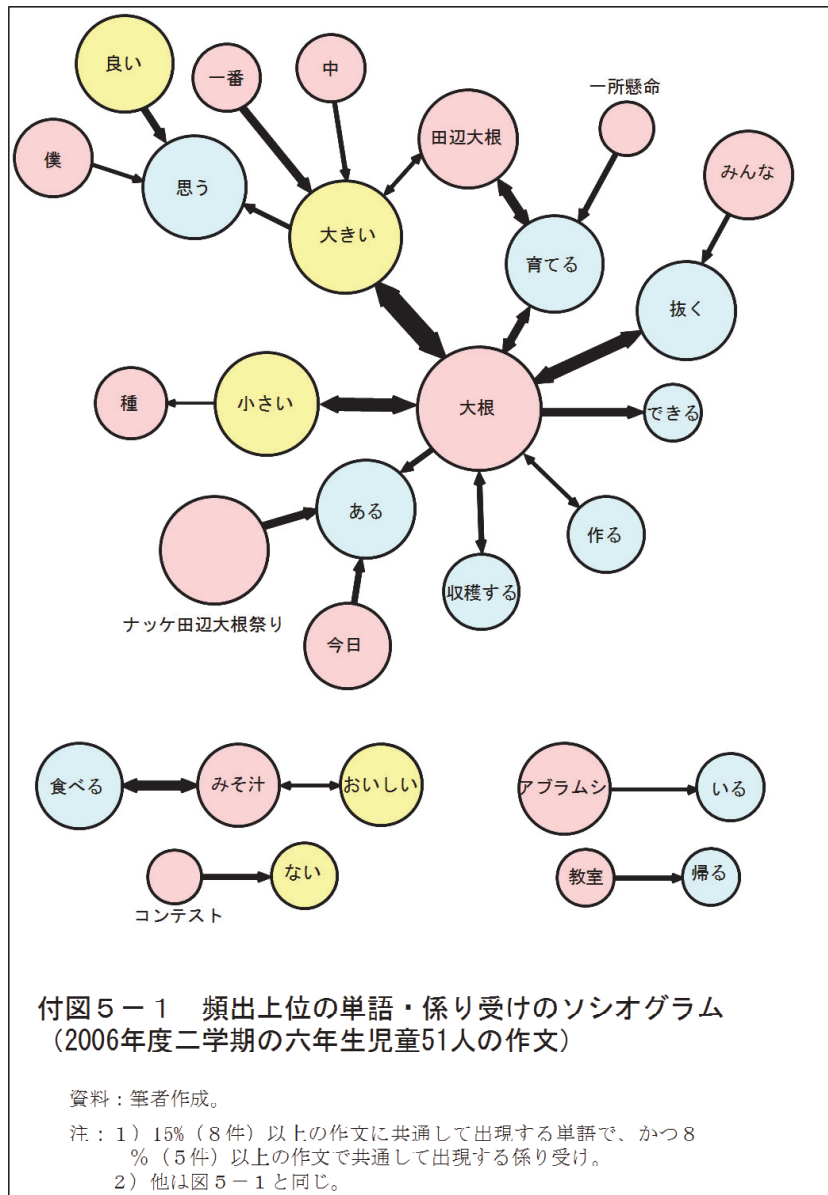 良い
一番
中
一所懸命
田辺大根
僕
みんな
思う
大きい
育てる
抜く
種
小さい
大根
できる
ある
作る
収穫する
ナッケ田辺大根祭り
今日
食べる
みそ汁
おいしい
アブラムシ
いる
ない
教室
帰る
コンテスト
付図5－1 頻出上位の単語・係り受けのソシオグラム
（2006年度二学期の六年生児童51人の作文）
資料：筆者作成。
注：1）15%（8件）以上の作文に共通して出現する単語で、かつ8
%（5件）以上の作文で共通して出現する係り受け。
2）他は図5－1と同じ。